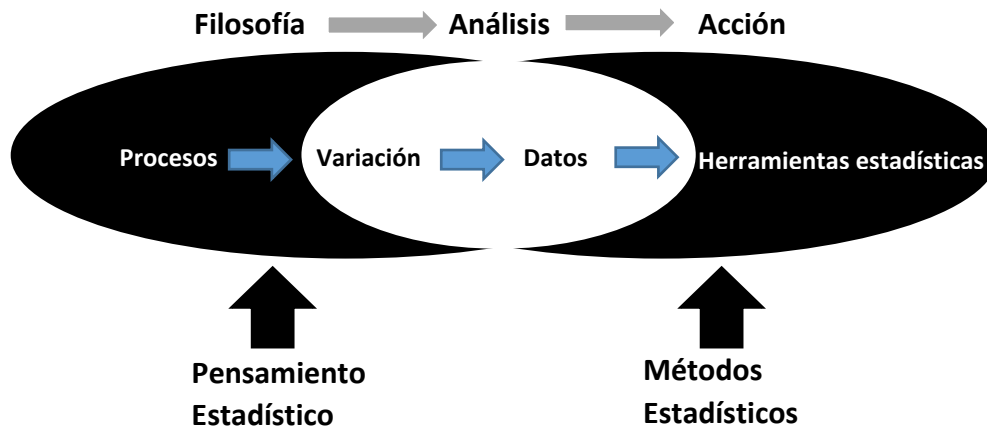 Filosofía Análisis Acción
Procesos Variación Datos Herramientas estadísticas
Pensamiento
Estadístico
Métodos
Estadísticos